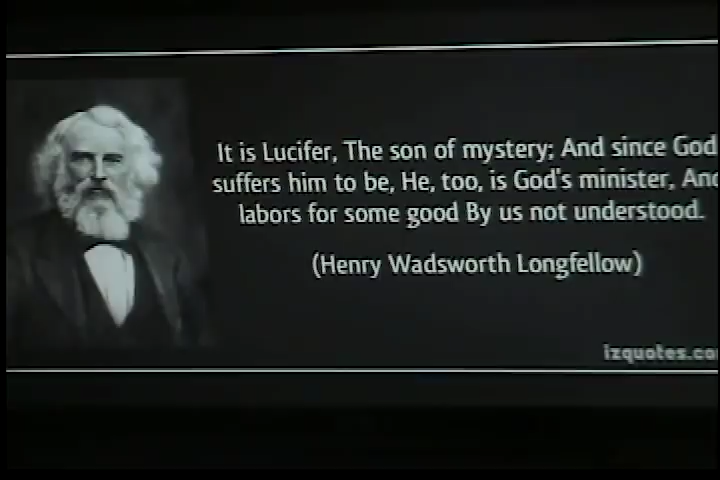 It is Lucifer, The son of mystery; And since God
suffers him to be, He, too, is God's minister, And
labors for some good By us not understood.
(Henry Wadsworth Longfellow)
izquotes.co